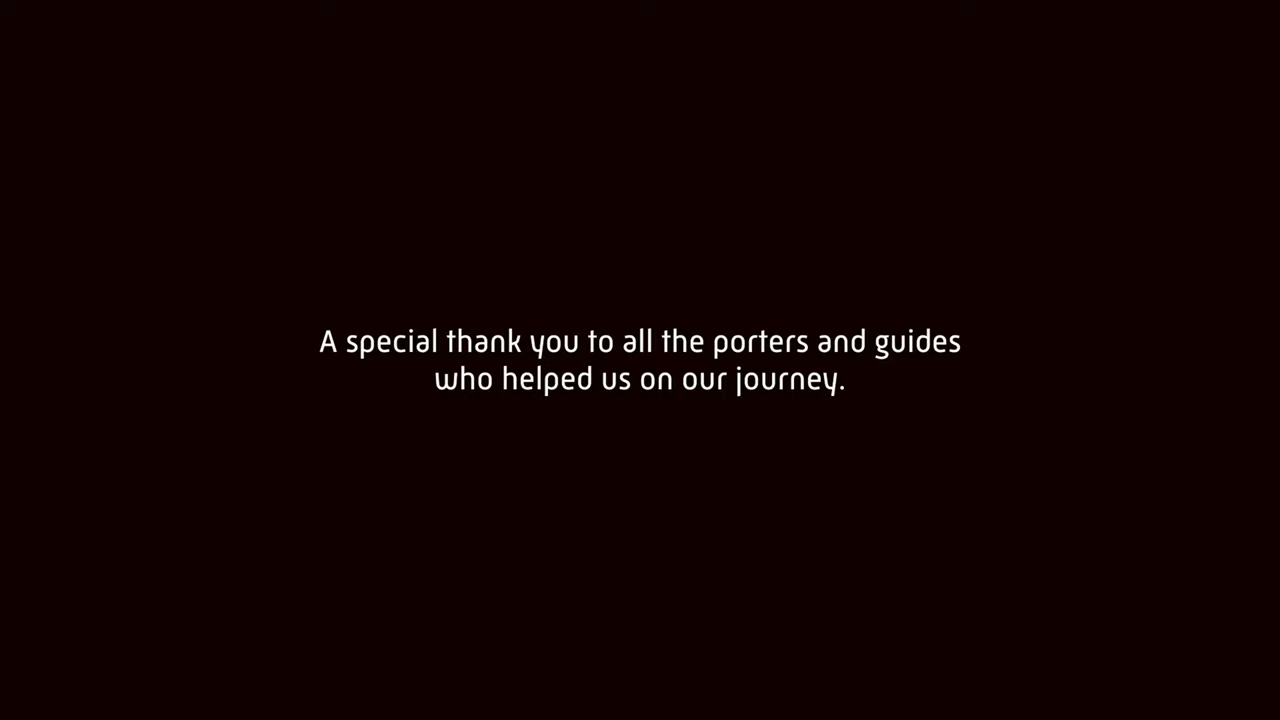 A special thank you to all the porters and guides
who helped us on our journey.